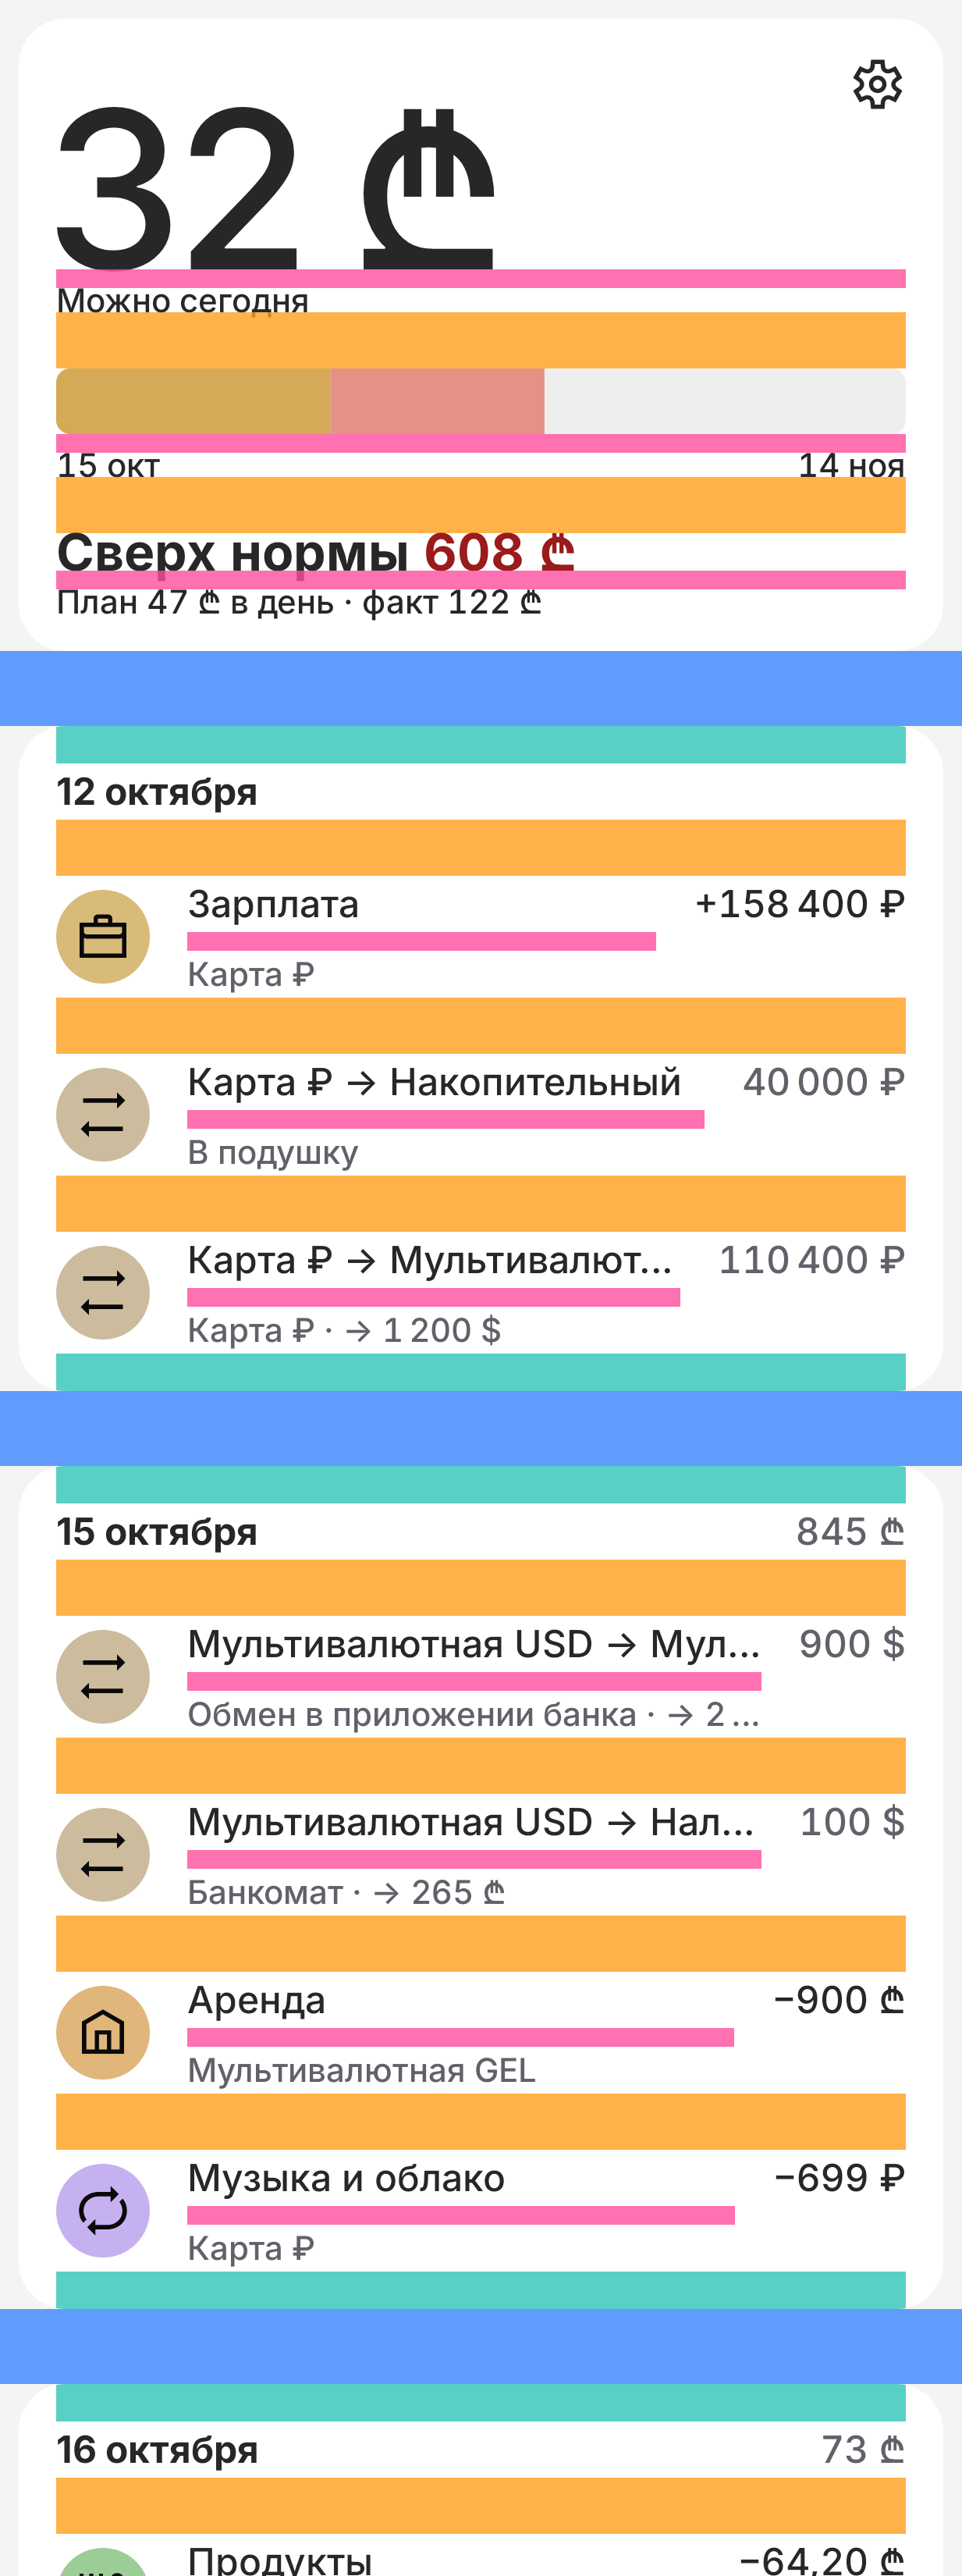 32 ₾
Можно сегодня
15 окт 14 ноя
Сверх нормы 608 ₾
План 47 ₾ в день · факт 122 ₾
12 октября
Зарплата +158 400 ₽
Карта ₽
Карта ₽ → Накопительный 40 000 ₽
В подушку
Карта ₽ → Мультивалют... 110 400 ₽
Карта ₽ · → 1 200 $
15 октября 845 ₾
Мультивалютная USD → Мул... 900 $
Обмен в приложении банка · → 2 ...
Мультивалютная USD → Нал... 100 $
Банкомат · → 265 ₾
Аренда −900 ₾
Мультивалютная GEL
Музыка и облако −699 ₽
Карта ₽
16 октября 73 ₾
Продукты −64,20 ₾